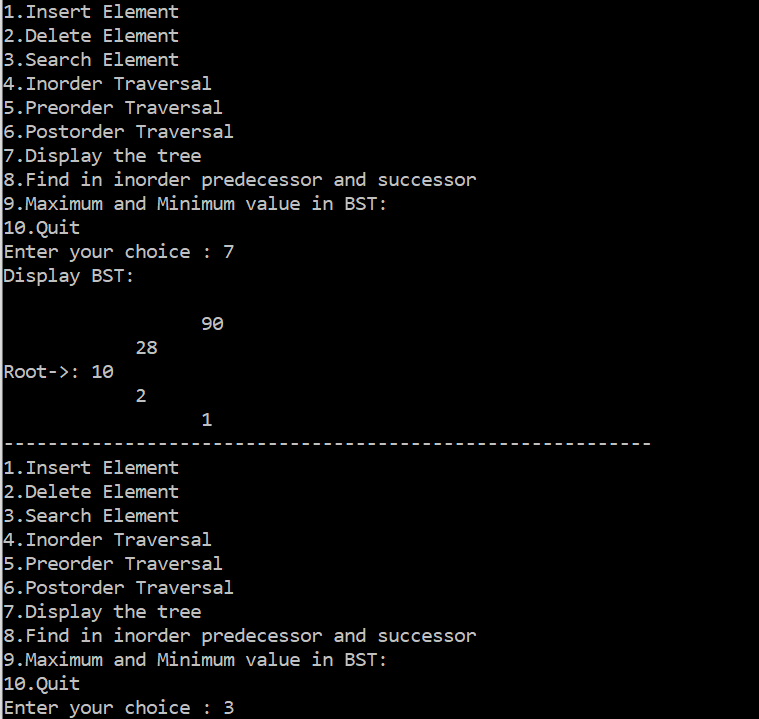 1.Insert Element
2.Delete Element
3.Search Element
4.Inorder Traversal
5.Preorder Traversal
6.Postorder Traversal
7.Display the tree
8.Find in inorder predecessor and successor
9.Maximum and Minimum value in BST:
10.Quit
Enter your choice : 7
Display BST:
90
28
Root->: 10
2
1
-----------------------------------------------------------
1.Insert Element
2.Delete Element
3.Search Element
4.Inorder Traversal
5.Preorder Traversal
6.Postorder Traversal
7.Display the tree
8.Find in inorder predecessor and successor
9.Maximum and Minimum value in BST:
10.Quit
Enter your choice : 3